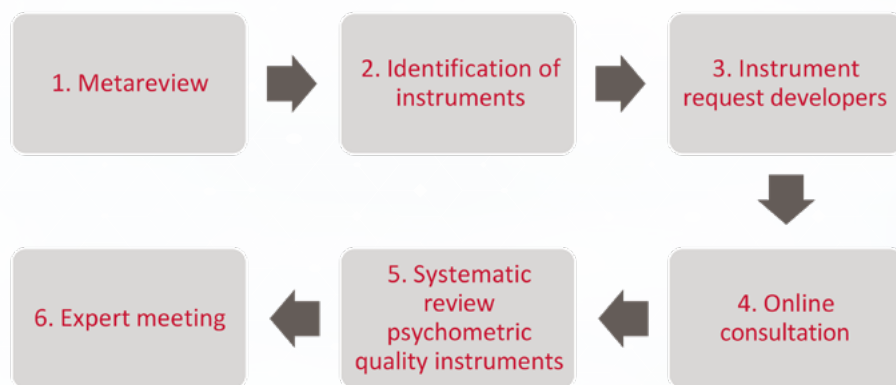 1. Metareview
2. Identification of
instruments
3. Instrument
request developers
4. Online
consultation
5. Systematic
review
psychometric
quality instruments
6. Expert meeting